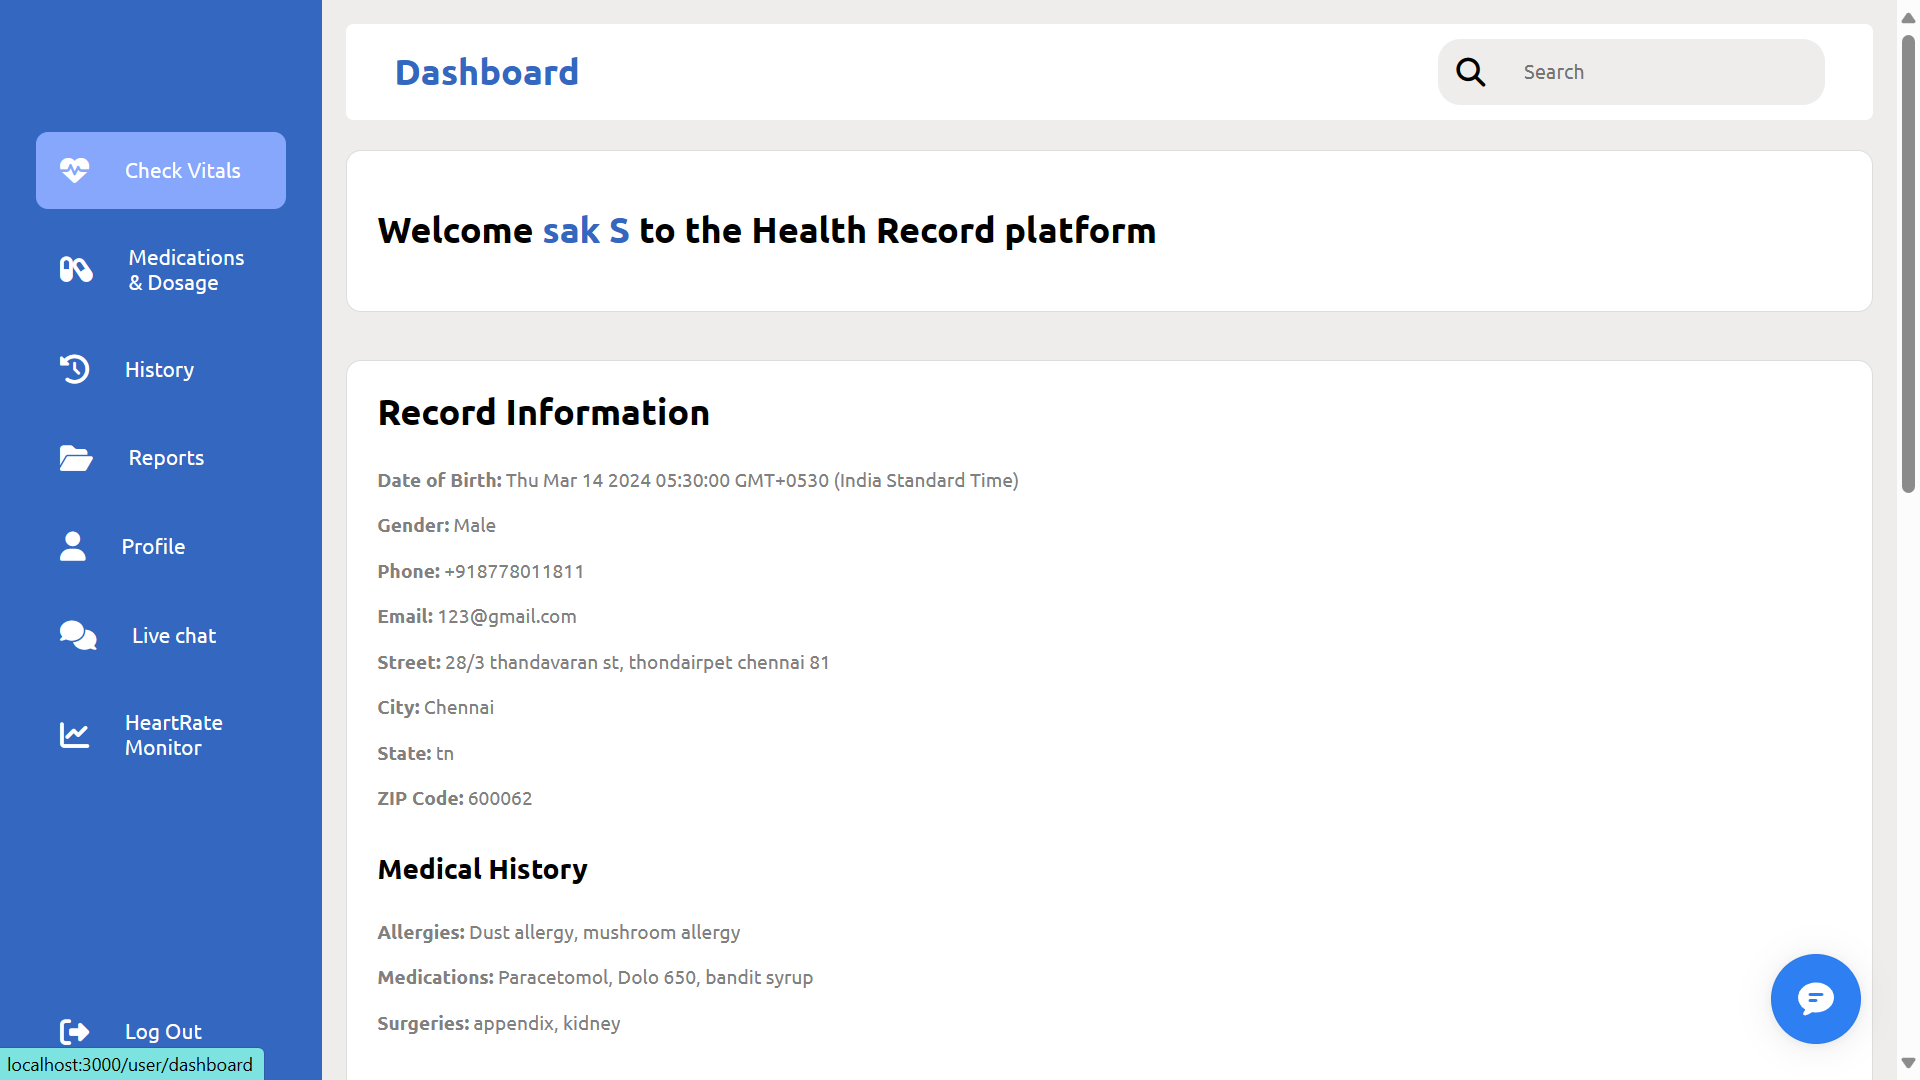 Check Vitals
Medications
& Dosage
History
Reports
Profile
Live chat
HeartRate
Monitor
Log Out
localhost:3000/user/dashboard
Dashboard
Search
Welcome sak S to the Health Record platform
Record Information
Date of Birth: Thu Mar 14 2024 05:30:00 GMT+0530 (India Standard Time)
Gender: Male
Phone: +918778011811
Email: 123@gmail.com
Street: 28/3 thandavaran st, thondairpet chennai 81
City: Chennai
State: tn
ZIP Code: 600062
Medical History
Allergies: Dust allergy, mushroom allergy
Medications: Paracetomol, Dolo 650, bandit syrup
Surgeries: appendix, kidney